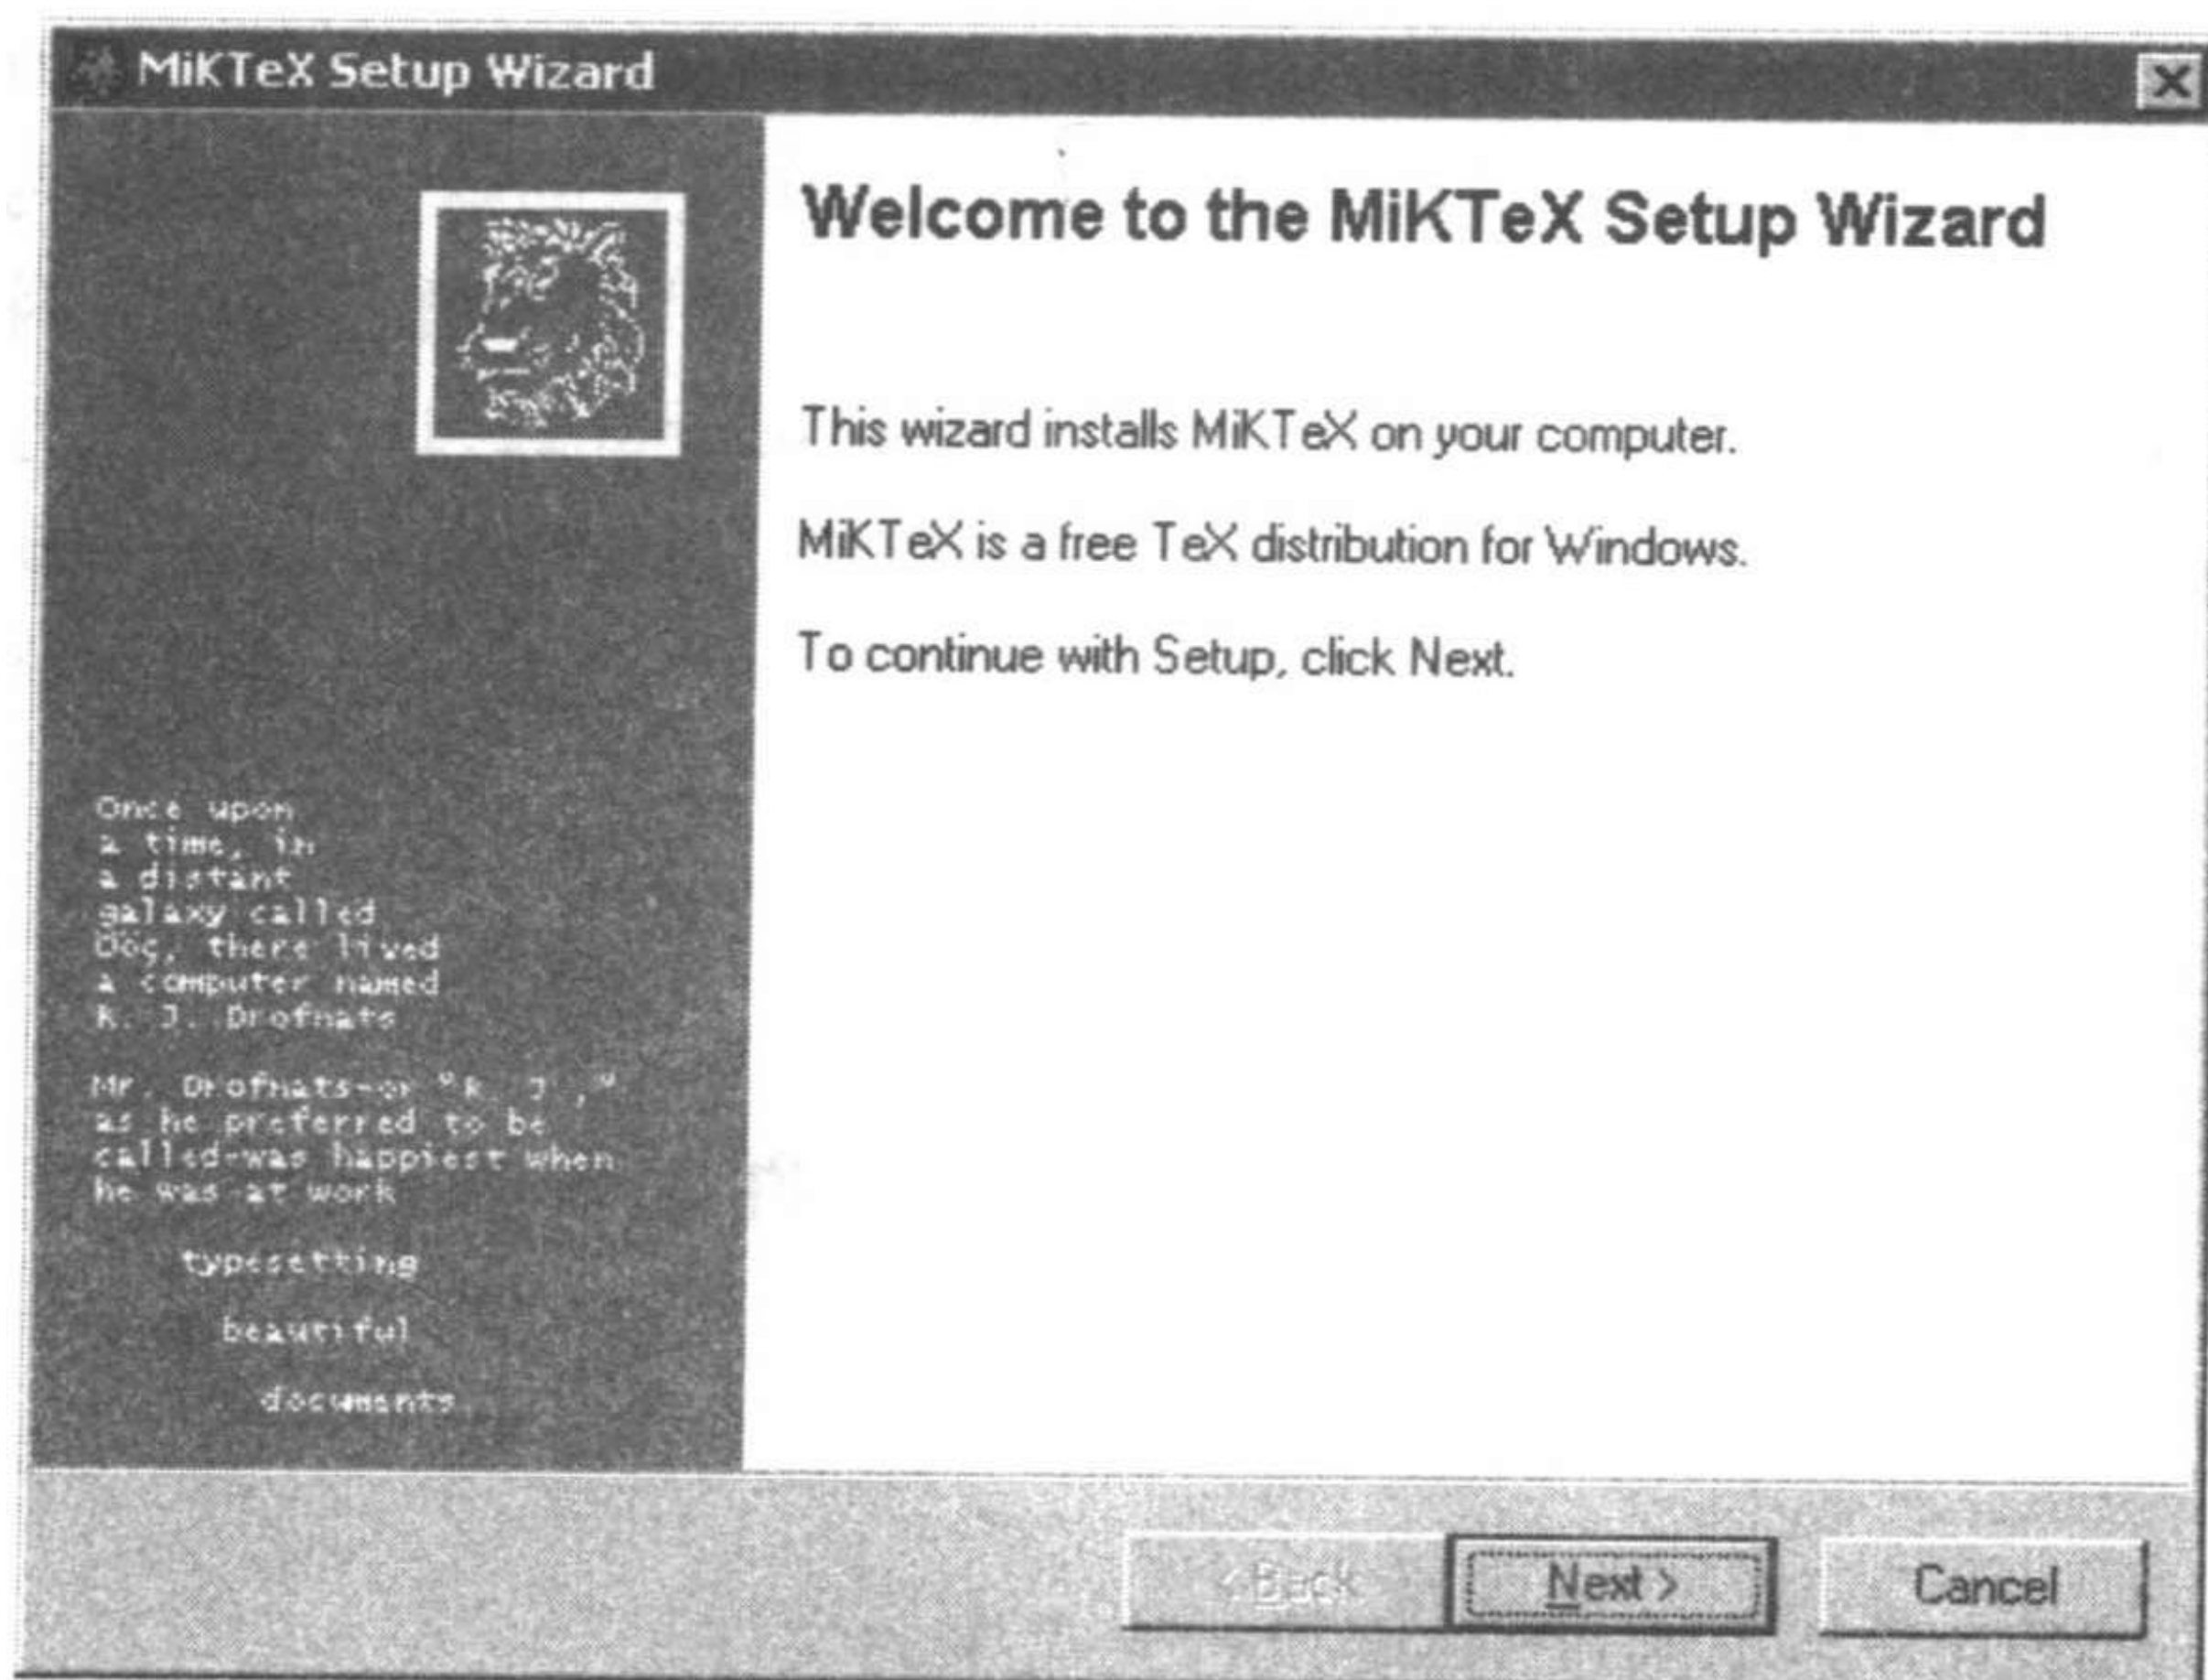 MiKTeX Setup Wizard
Welcome to the MiKTeX Setup Wizard
This wizard installs MiKTeX on your computer.
MiKTeX is a free TeX distribution for Windows.
To continue with Setup, click Next.
Once upon
a time, in
a distant
galaxy called
Ööç, there lived
a computer named
R. J. Drofnats
Mr. Drofnats-or "R. J.,"
as he preferred to be
called-was happiest when
he was at work
typesetting
beautiful
documents.
< Back
Next >
Cancel